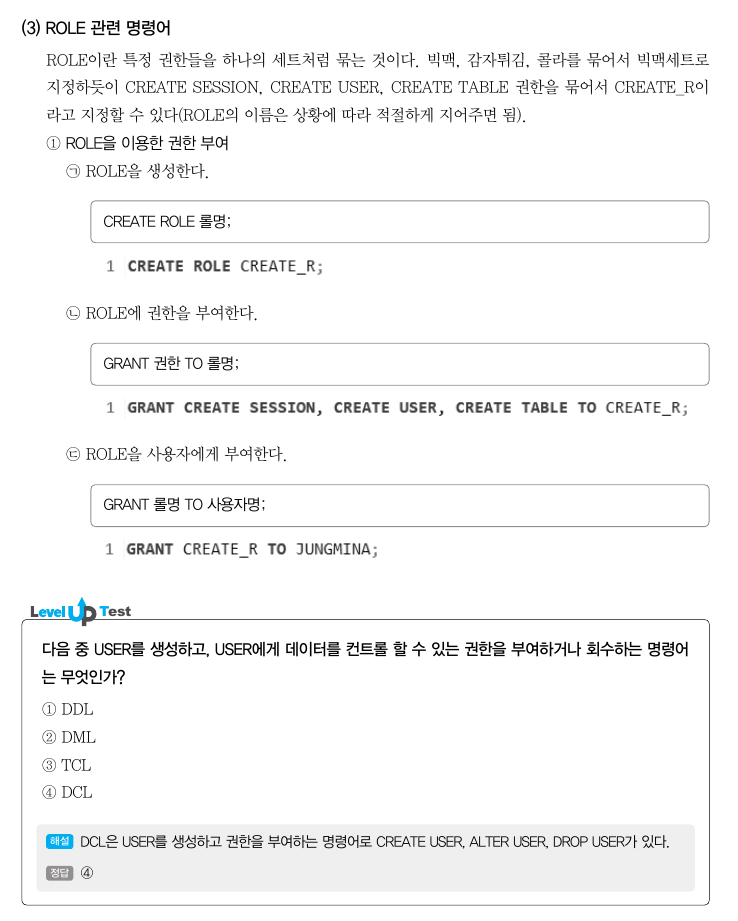 (3) ROLE 관련 명령어
ROLE이란 특정 권한들을 하나의 세트처럼 묶는 것이다. 빅맥, 감자튀김, 콜라를 묶어서 빅맥세트로
지정하듯이 CREATE SESSION, CREATE USER, CREATE TABLE 권한을 묶어서 CREATE_R이
라고 지정할 수 있다(ROLE의 이름은 상황에 따라 적절하게 지어주면 됨).
① ROLE을 이용한 권한 부여
㉠ ROLE을 생성한다.
CREATE ROLE 롤명;
1 CREATE ROLE CREATE_R;
㉡ ROLE에 권한을 부여한다.
GRANT 권한 TO 롤명;
1 GRANT CREATE SESSION, CREATE USER, CREATE TABLE TO CREATE_R;
㉢ ROLE을 사용자에게 부여한다.
GRANT 롤명 TO 사용자명;
1 GRANT CREATE_R TO JUNGMINA;
Level Up Test
다음 중 USER를 생성하고, USER에게 데이터를 컨트롤 할 수 있는 권한을 부여하거나 회수하는 명령어
는 무엇인가?
① DDL
② DML
③ TCL
④ DCL
해설 DCL은 USER를 생성하고 권한을 부여하는 명령어로 CREATE USER, ALTER USER, DROP USER가 있다.
정답 ④